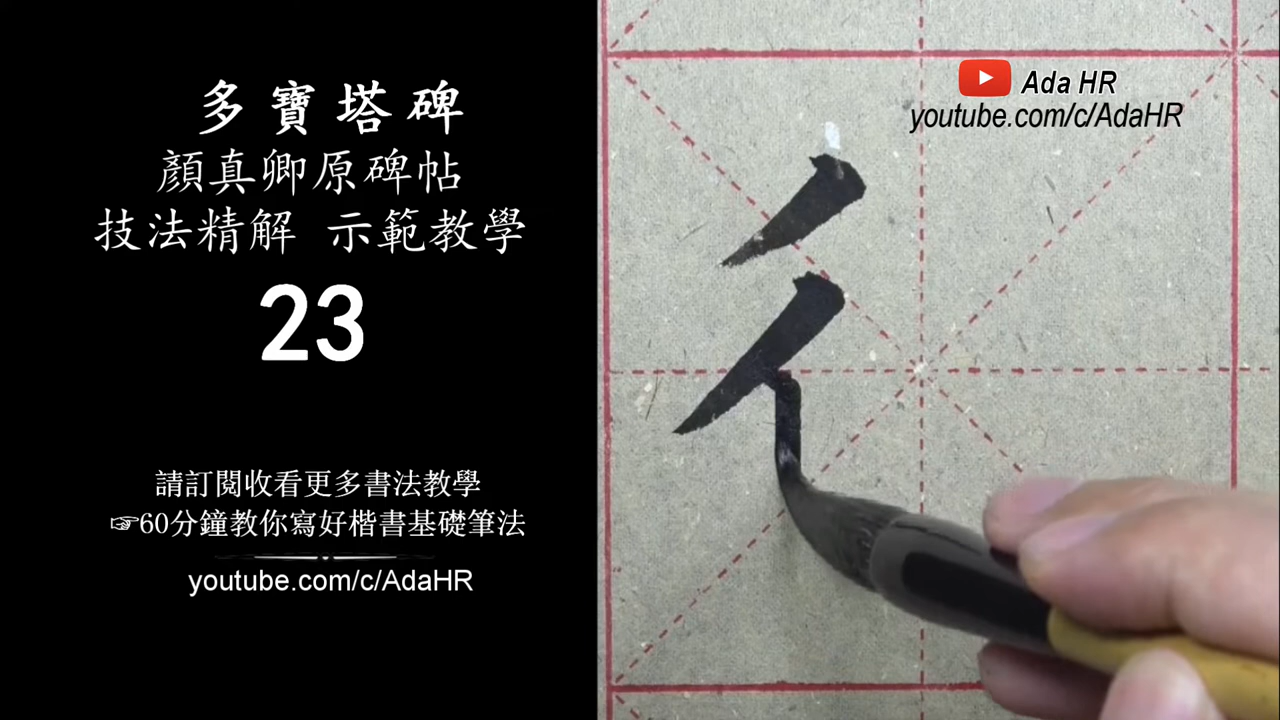 多寶塔碑
顏真卿原碑帖
技法精解 示範教學
23
請訂閱收看更多書法教學
☞60分鐘教你寫好楷書基礎筆法
youtube.com/c/AdaHR
Ada HR
youtube.com/c/AdaHR